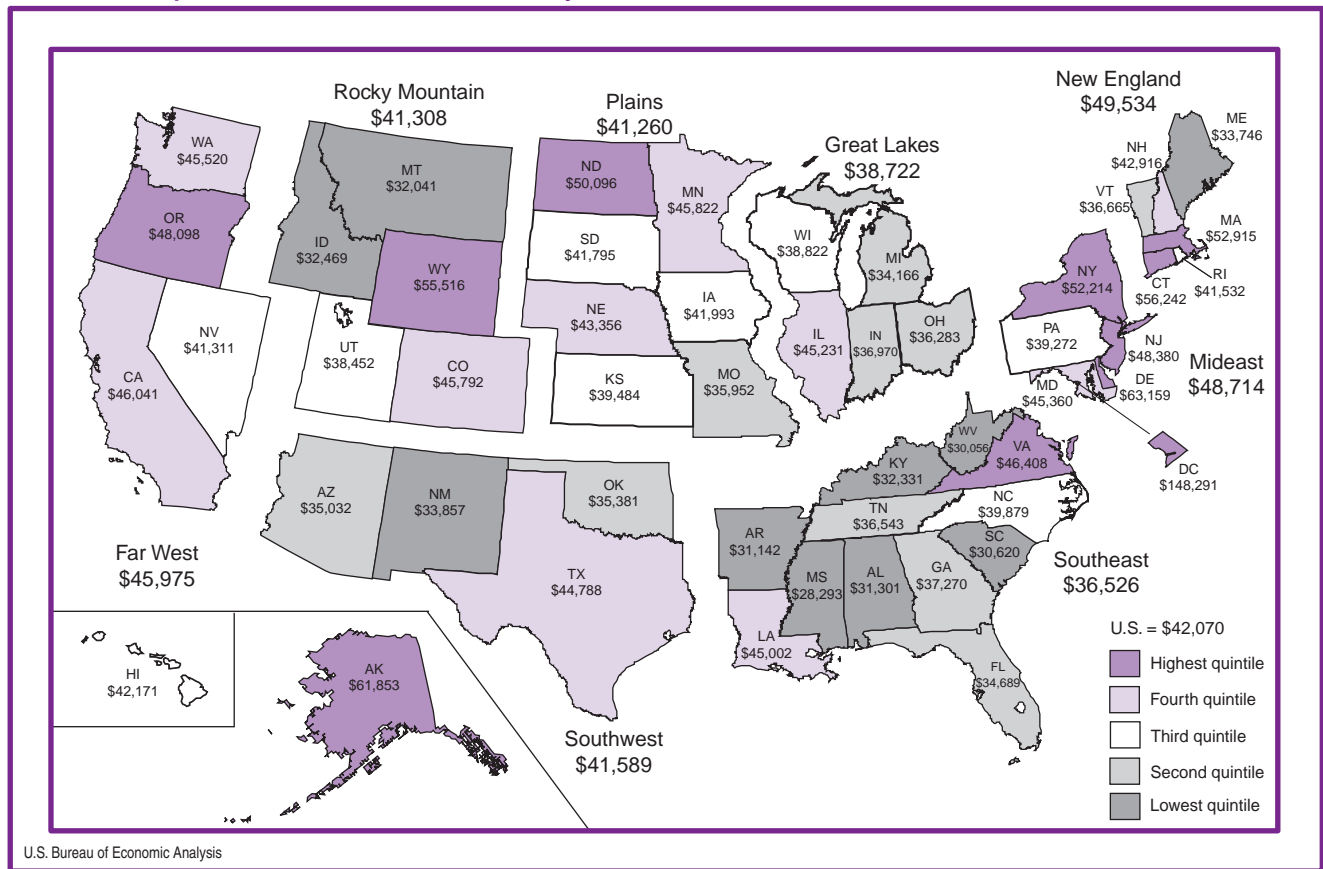 Rocky Mountain
$41,308
Plains
$41,260
Great Lakes
$38,722
New England
$49,534
WA
$45,520
OR
$48,098
CA
$46,041
NV
$41,311
MT
$32,041
ID
$32,469
WY
$55,516
UT
$38,452
CO
$45,792
ND
$50,096
MN
$45,822
SD
$41,795
NE
$43,356
IA
$41,993
KS
$39,484
MO
$35,952
WI
$38,822
MI
$34,166
IL
$45,231
IN
$36,970
OH
$36,283
ME
$33,746
NH
$42,916
VT
$36,665
MA
$52,915
RI
$41,532
CT
$56,242
NY
$52,214
PA
$39,272
NJ
$48,380
Mideast
$48,714
DE
$63,159
MD
$45,360
DC
$148,291
AZ
$35,032
NM
$33,857
OK
$35,381
TX
$44,788
AR
$31,142
LA
$45,002
MS
$28,293
AL
$31,301
GA
$37,270
FL
$34,689
SC
$30,620
NC
$39,879
TN
$36,543
KY
$32,331
WV
$30,056
VA
$46,408
Far West
$45,975
Southeast
$36,526
Southwest
$41,589
HI
$42,171
AK
$61,853
U.S. = $42,070
Highest quintile
Fourth quintile
Third quintile
Second quintile
Lowest quintile
U.S. Bureau of Economic Analysis